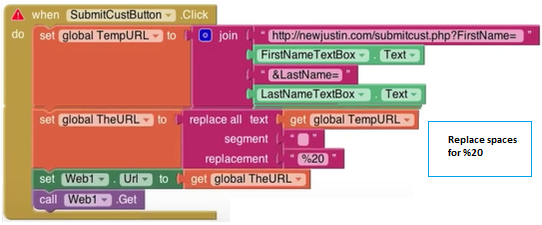 when SubmitCustButton .Click
do set global TempURL to join " http://newjustin.com/submitcust.php?FirstName= "
FirstNameTextBox . Text
" &LastName= "
LastNameTextBox . Text
set global TheURL to replace all text get global TempURL
segment " "
replacement " %20 "
set Web1 . Url to get global TheURL
call Web1 .Get
Replace spaces
for %20